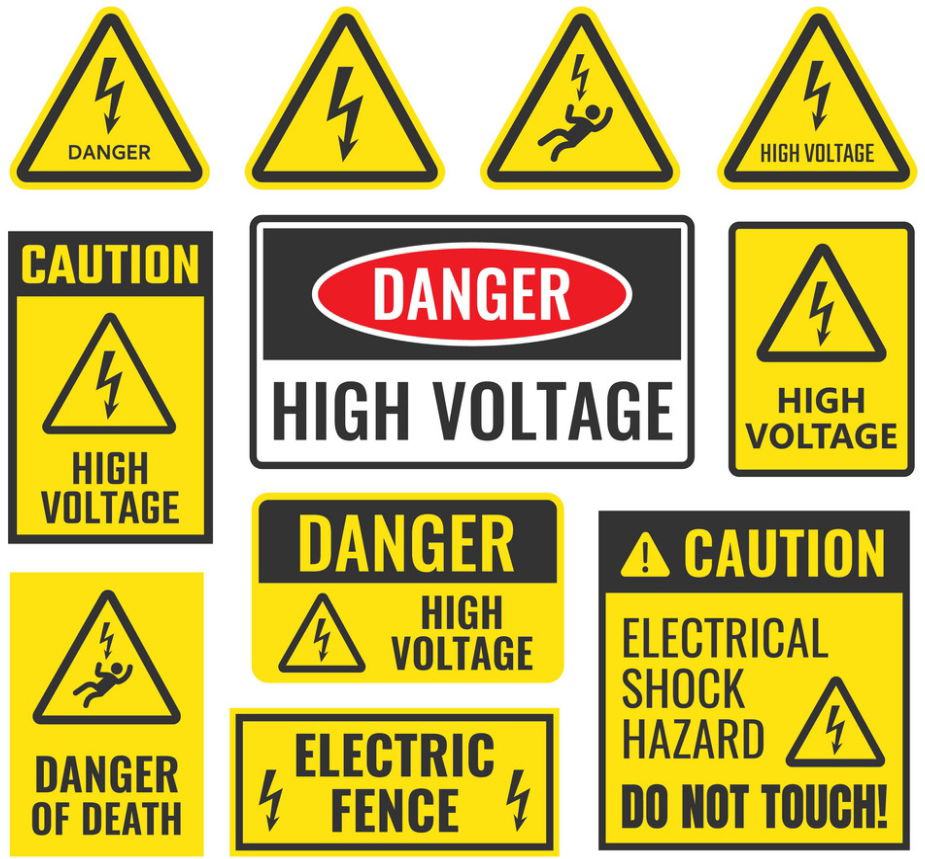 DANGER
HIGH VOLTAGE
CAUTION
HIGH
VOLTAGE
DANGER
HIGH VOLTAGE
HIGH
VOLTAGE
DANGER
HIGH
VOLTAGE
! CAUTION
ELECTRICAL
SHOCK
HAZARD
DO NOT TOUCH!
DANGER
OF DEATH
ELECTRIC
FENCE